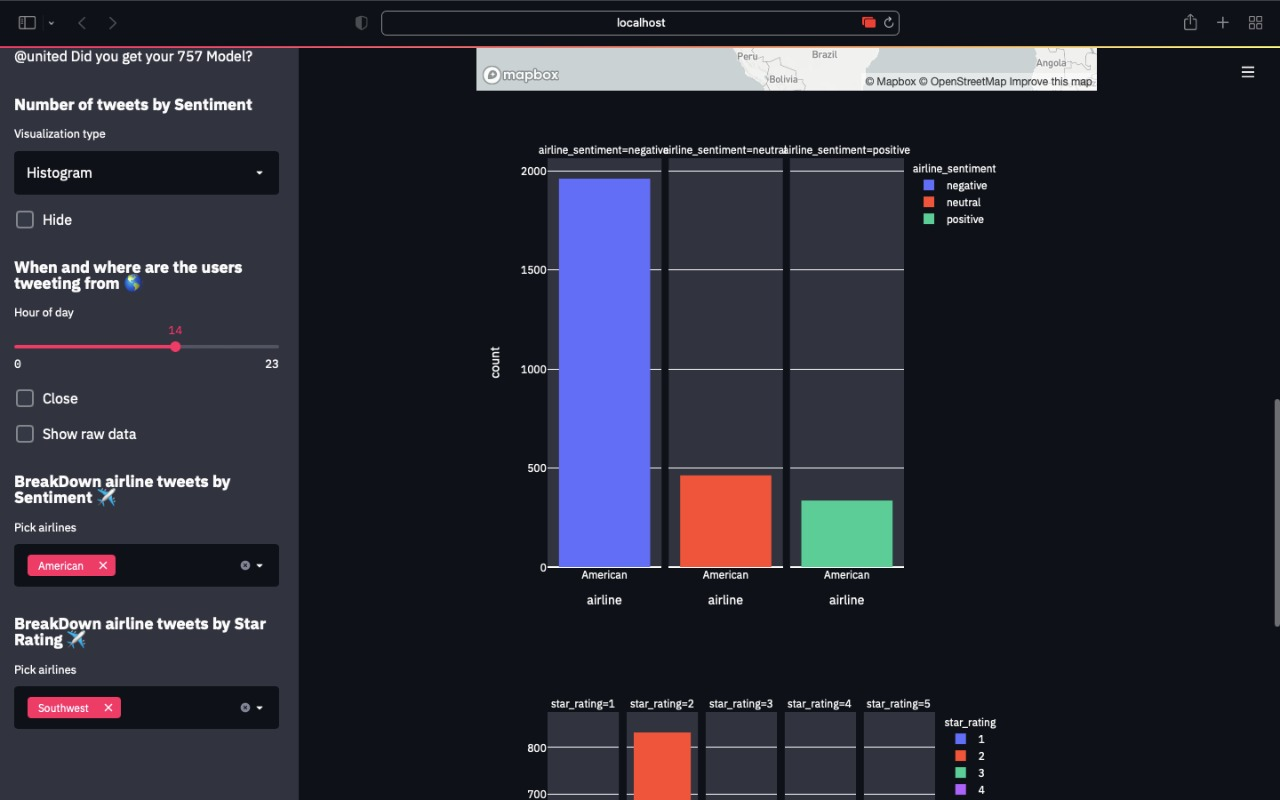 localhost
@united Did you get your 757 Model?
Number of tweets by Sentiment
Visualization type
Histogram
Hide
When and where are the users
tweeting from 🌎
Hour of day
14
0 23
Close
Show raw data
BreakDown airline tweets by
Sentiment ✈️
Pick airlines
American
BreakDown airline tweets by Star
Rating ✈️
Pick airlines
Southwest
Peru Brazil
Bolivia Angola
mapbox
© Mapbox © OpenStreetMap Improve this map
airline_sentiment=negative airline_sentiment=neutral airline_sentiment=positive
airline_sentiment
negative
neutral
positive
2000
1500
1000
500
0
count
American American American
airline airline airline
star_rating=1 star_rating=2 star_rating=3 star_rating=4 star_rating=5
star_rating
1
2
3
4
800
700